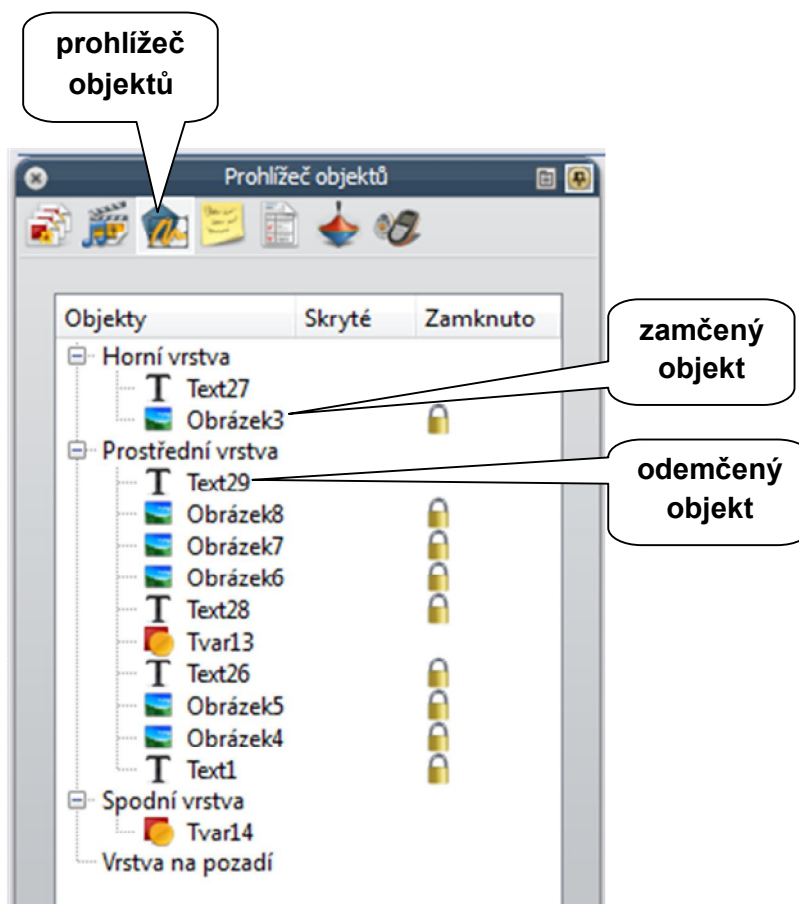 prohlížeč
objektů
Prohlížeč objektů
Objekty Skryté Zamknuto
Horní vrstva
Text27
Obrázek3
zamčený
objekt
Prostřední vrstva
Text29
odemčený
objekt
Obrázek8
Obrázek7
Obrázek6
Text28
Tvar13
Text26
Obrázek5
Obrázek4
Text1
Spodní vrstva
Tvar14
Vrstva na pozadí